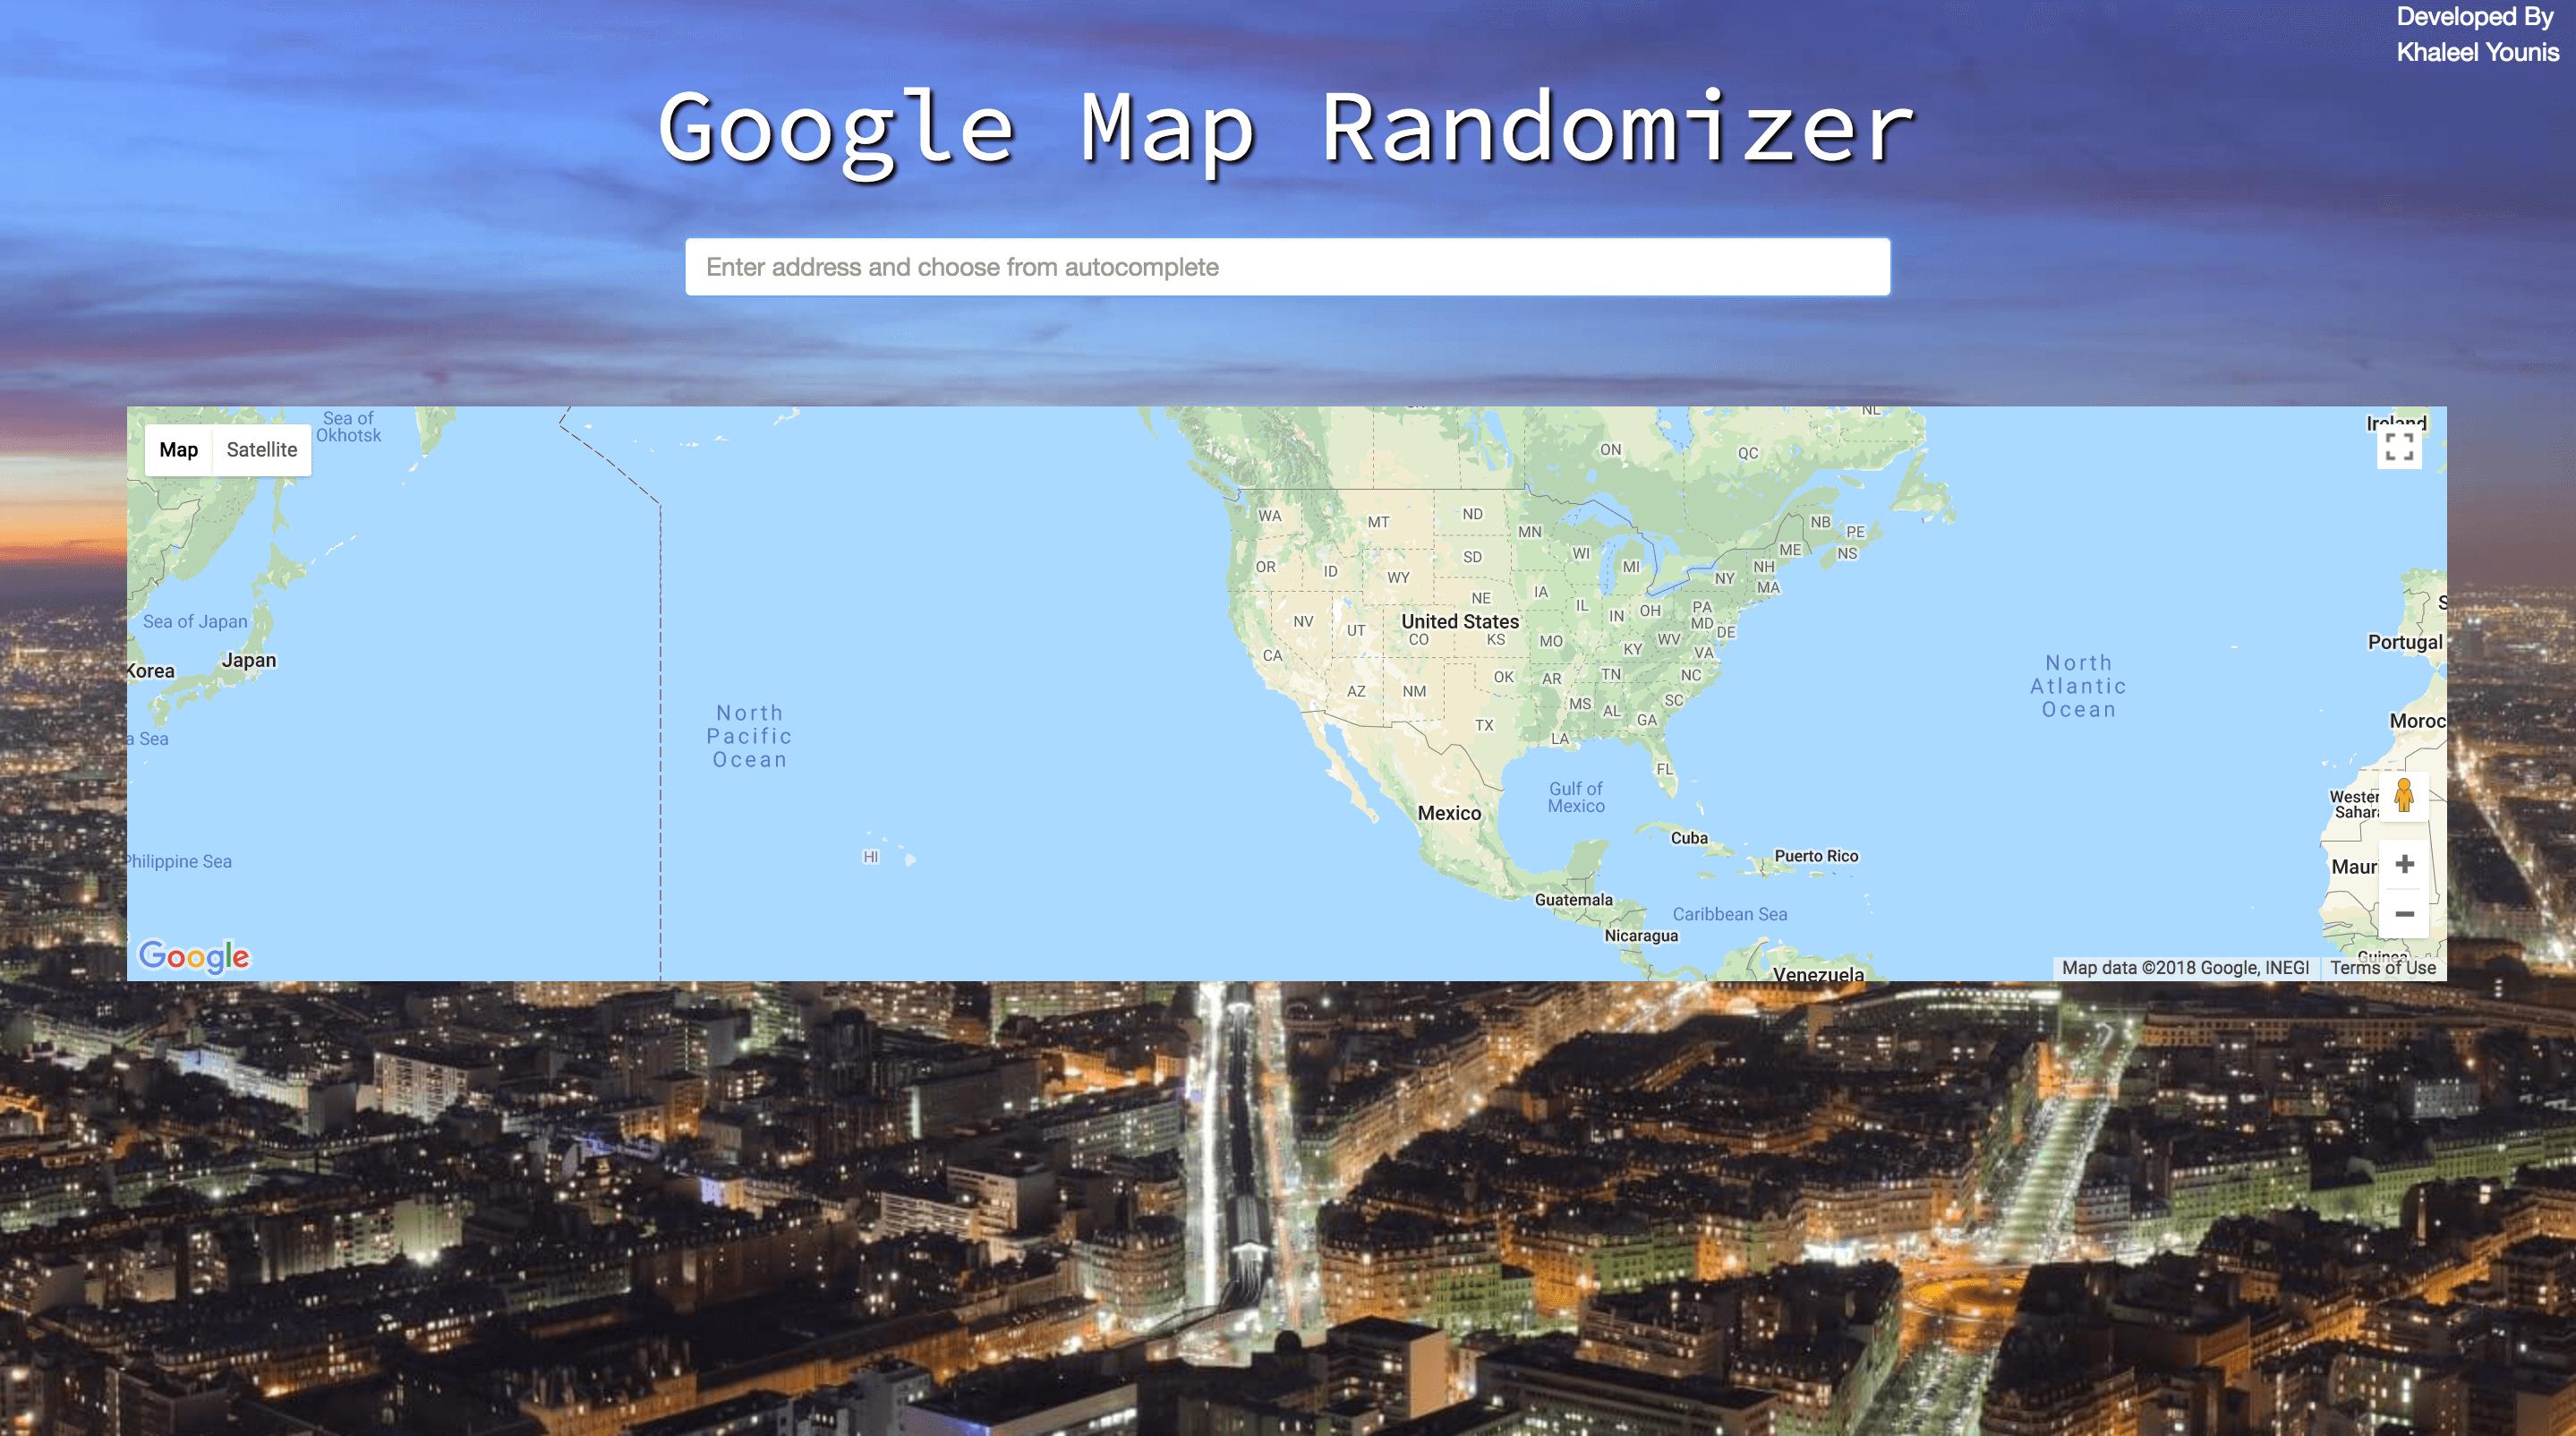 Developed By
Khaleel Younis
Google Map Randomizer
Enter address and choose from autocomplete
Map
Satellite
Sea of
Okhotsk
NL
Ireland
ON
QC
WA
MT
ND
MN
NB
PE
OR
ID
WY
SD
WI
MI
ME
NS
NH
NY
MA
NE
IA
IL
IN
OH
PA
MD
DE
NV
UT
United States
CO
KS
MO
KY
WV
VA
CA
AZ
NM
OK
AR
TN
NC
SC
MS
AL
GA
TX
LA
FL
Sea of Japan
Japan
Korea
a Sea
Philippine Sea
North
Pacific
Ocean
HI
North
Atlantic
Ocean
S
Portugal
Moroc
Wester
Sahar
Maur
Guinea
Gulf of
Mexico
Mexico
Cuba
Puerto Rico
Guatemala
Caribbean Sea
Nicaragua
Venezuela
Google
Map data ©2018 Google, INEGI
Terms of Use